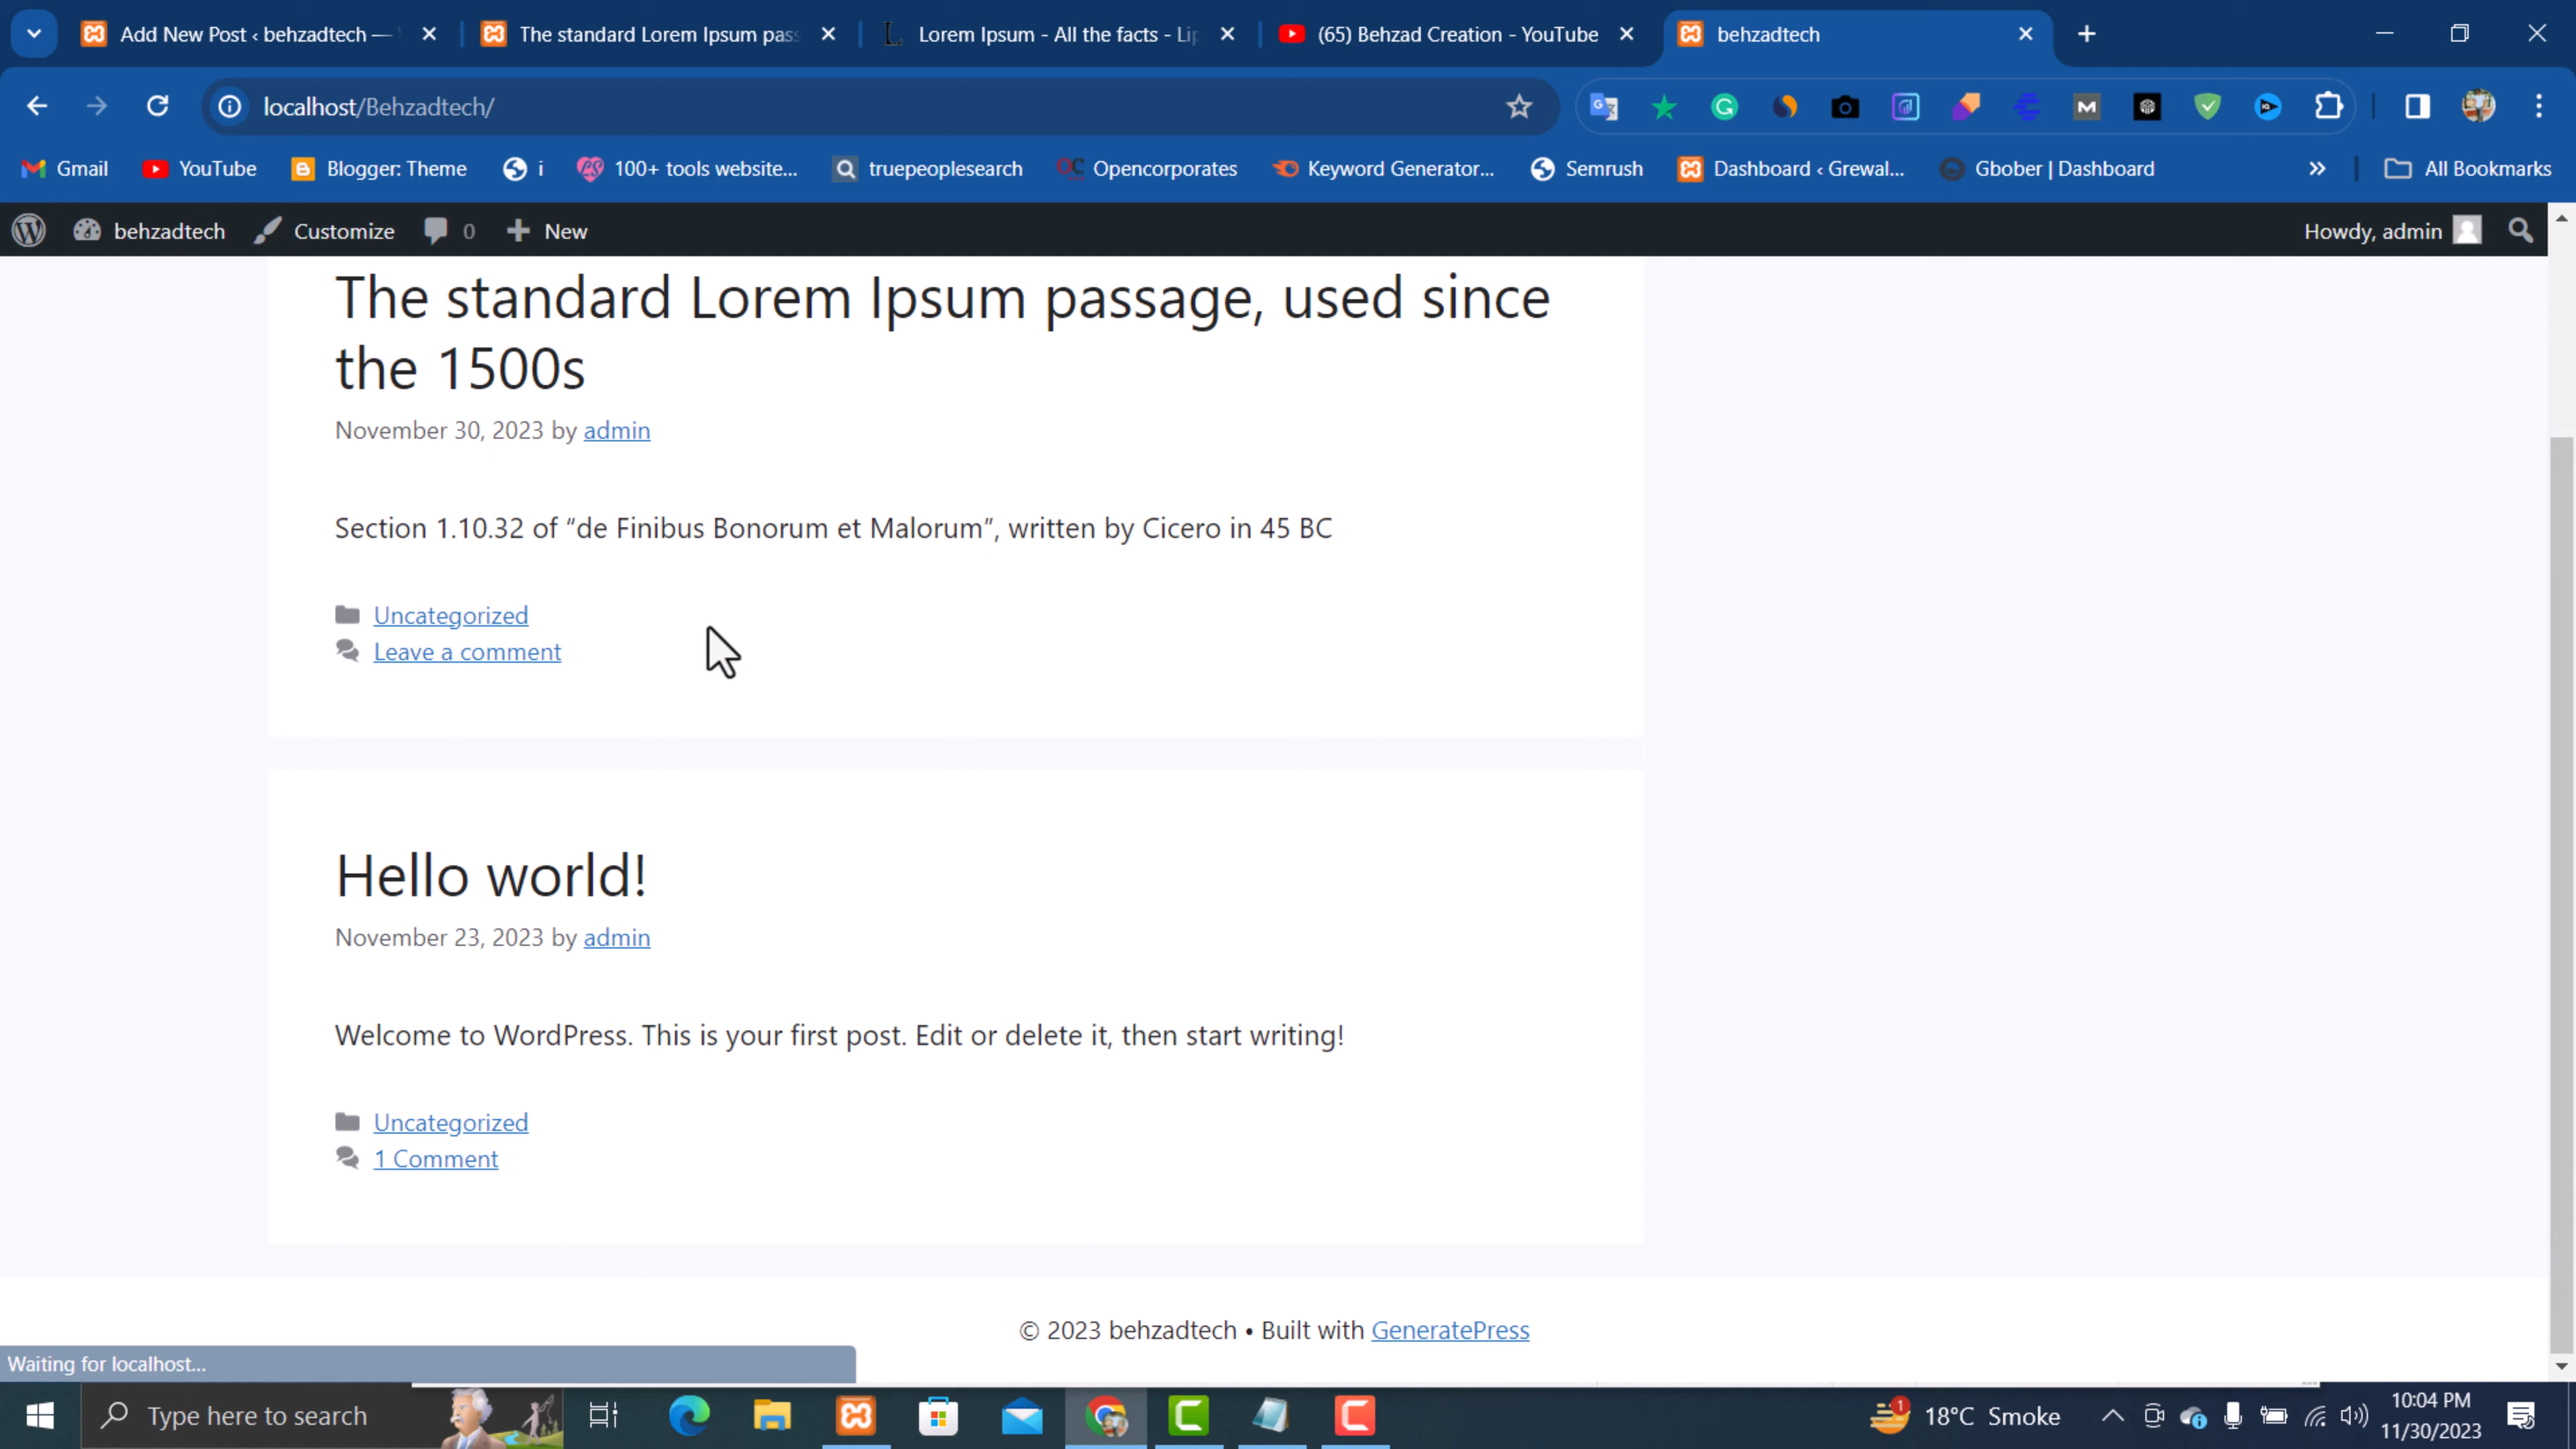 Add New Post ‹ behzadtech —
The standard Lorem Ipsum pass
Lorem Ipsum - All the facts - Lip
(65) Behzad Creation - YouTube
behzadtech
localhost/Behzadtech/
Gmail
YouTube
Blogger: Theme
i
100+ tools website...
truepeoplesearch
Opencorporates
Keyword Generator...
Semrush
Dashboard ‹ Grewal...
Gbober | Dashboard
All Bookmarks
behzadtech
Customize
0
New
Howdy, admin
The standard Lorem Ipsum passage, used since
the 1500s
November 30, 2023 by admin
Section 1.10.32 of “de Finibus Bonorum et Malorum”, written by Cicero in 45 BC
Uncategorized
Leave a comment
Hello world!
November 23, 2023 by admin
Welcome to WordPress. This is your first post. Edit or delete it, then start writing!
Uncategorized
1 Comment
© 2023 behzadtech • Built with GeneratePress
Waiting for localhost...
Type here to search
1
18°C Smoke
10:04 PM
11/30/2023